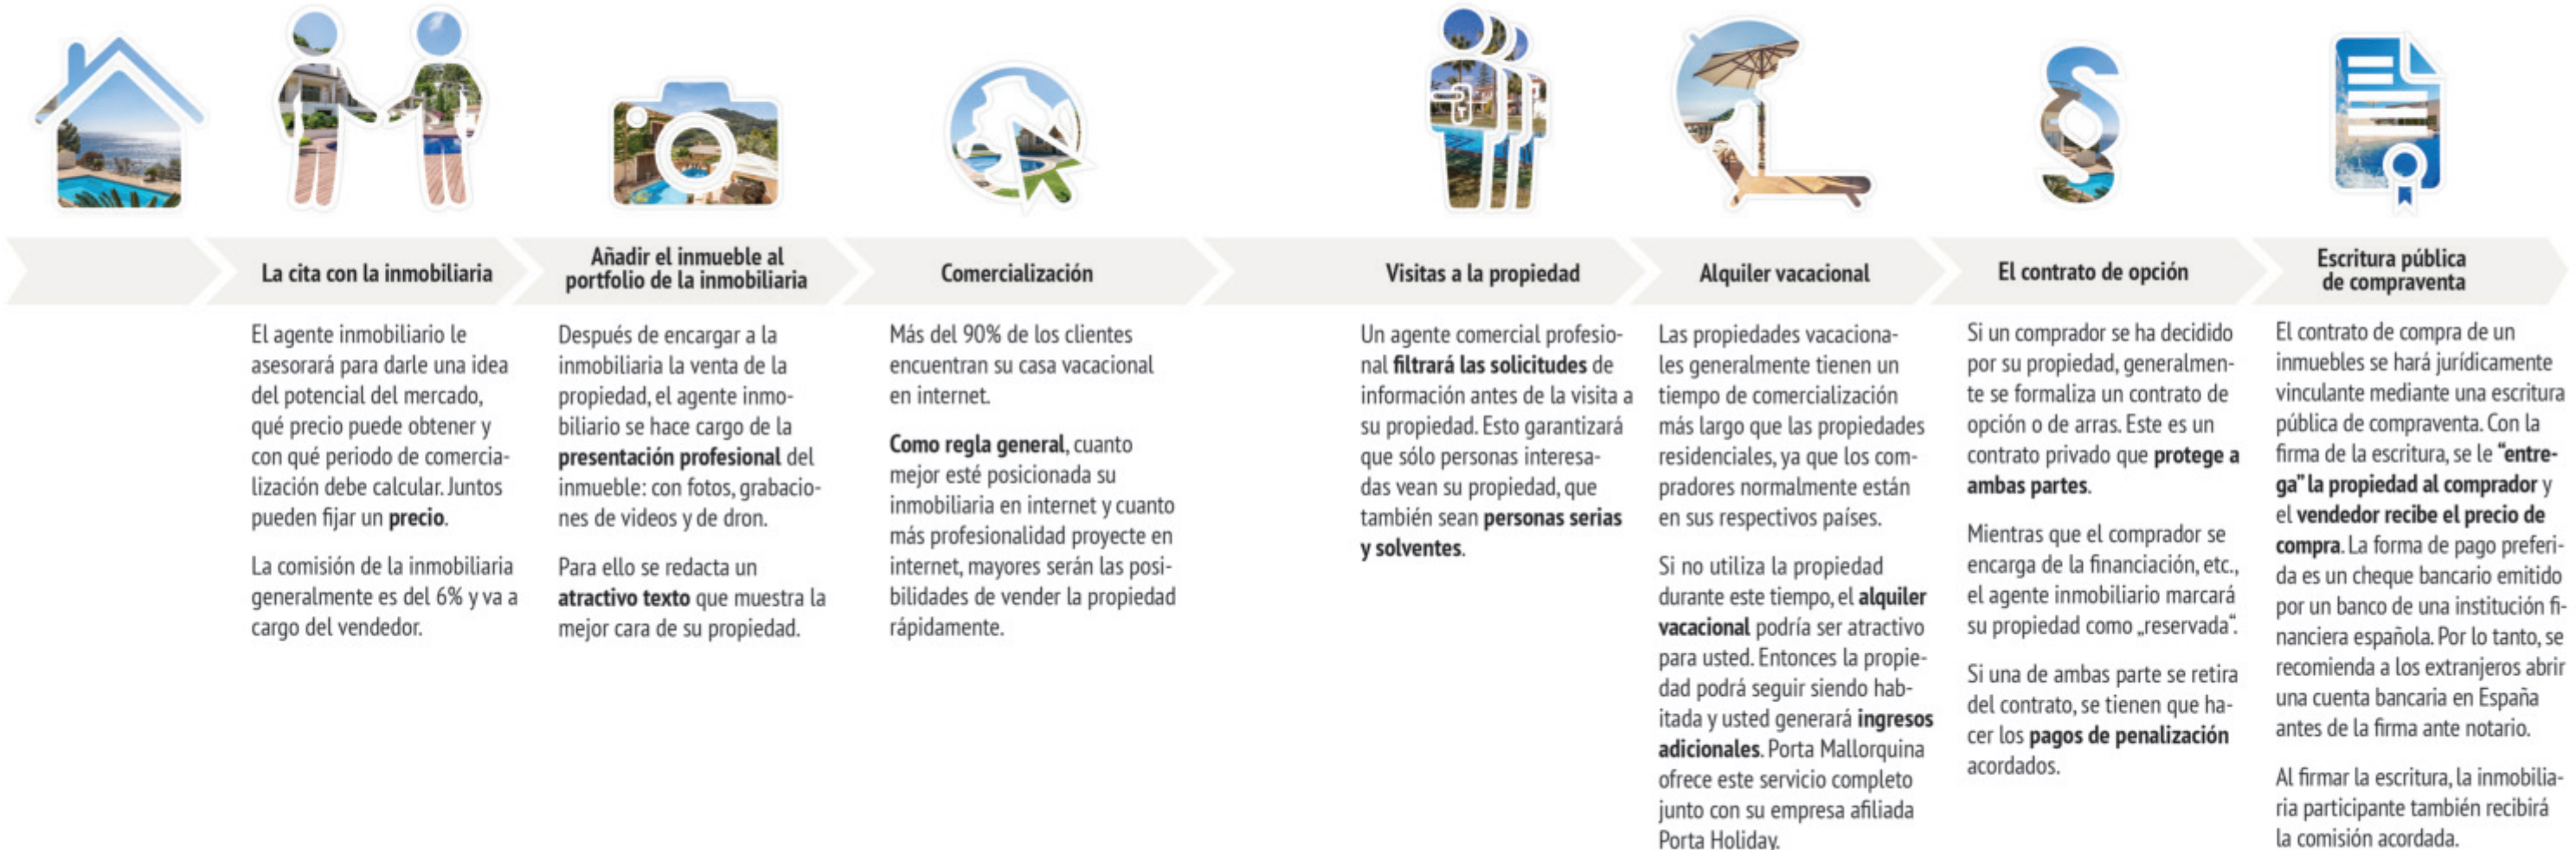 La cita con la inmobiliaria
El agente inmobiliario le
asesorará para darle una idea
del potencial del mercado,
qué precio puede obtener y
con qué periodo de comercia-
lización debe calcular. Juntos
pueden fijar un precio.
La comisión de la inmobiliaria
generalmente es del 6% y va a
cargo del vendedor.
Añadir el inmueble al
portfolio de la inmobiliaria
Después de encargar a la
inmobiliaria la venta de la
propiedad, el agente inmo-
biliario se hace cargo de la
presentación profesional del
inmueble: con fotos, grabacio-
nes de videos y de dron.
Para ello se redacta un
atractivo texto que muestra la
mejor cara de su propiedad.
Comercialización
Más del 90% de los clientes
encuentran su casa vacacional
en internet.
Como regla general, cuanto
mejor esté posicionada su
inmobiliaria en internet y cuanto
más profesionalidad proyecte en
internet, mayores serán las posi-
bilidades de vender la propiedad
rápidamente.
Visitas a la propiedad
Un agente comercial profesio-
nal filtrará las solicitudes de
información antes de la visita a
su propiedad. Esto garantizará
que sólo personas interesa-
das vean su propiedad, que
también sean personas serias
y solventes.
Alquiler vacacional
Las propiedades vacaciona-
les generalmente tienen un
tiempo de comercialización
más largo que las propiedades
residenciales, ya que los com-
pradores normalmente están
en sus respectivos países.
Si no utiliza la propiedad
durante este tiempo, el alquiler
vacacional podría ser atractivo
para usted. Entonces la propie-
dad podrá seguir siendo hab-
itada y usted generará ingresos
adicionales. Porta Mallorquina
ofrece este servicio completo
junto con su empresa afiliada
Porta Holiday.
El contrato de opción
Si un comprador se ha decidido
por su propiedad, generalmen-
te se formaliza un contrato de
opción o de arras. Este es un
contrato privado que protege a
ambas partes.
Mientras que el comprador se
encarga de la financiación, etc.,
el agente inmobiliario marcará
su propiedad como „reservada“.
Si una de ambas parte se retira
del contrato, se tienen que ha-
cer los pagos de penalización
acordados.
Escritura pública
de compraventa
El contrato de compra de un
inmuebles se hará jurídicamente
vinculante mediante una escritura
pública de compraventa. Con la
firma de la escritura, se le "entre-
ga" la propiedad al comprador y
el vendedor recibe el precio de
compra. La forma de pago preferi-
da es un cheque bancario emitido
por un banco de una institución fi-
nanciera española. Por lo tanto, se
recomienda a los extranjeros abrir
una cuenta bancaria en España
antes de la firma ante notario.
Al firmar la escritura, la inmobilia-
ria participante también recibirá
la comisión acordada.